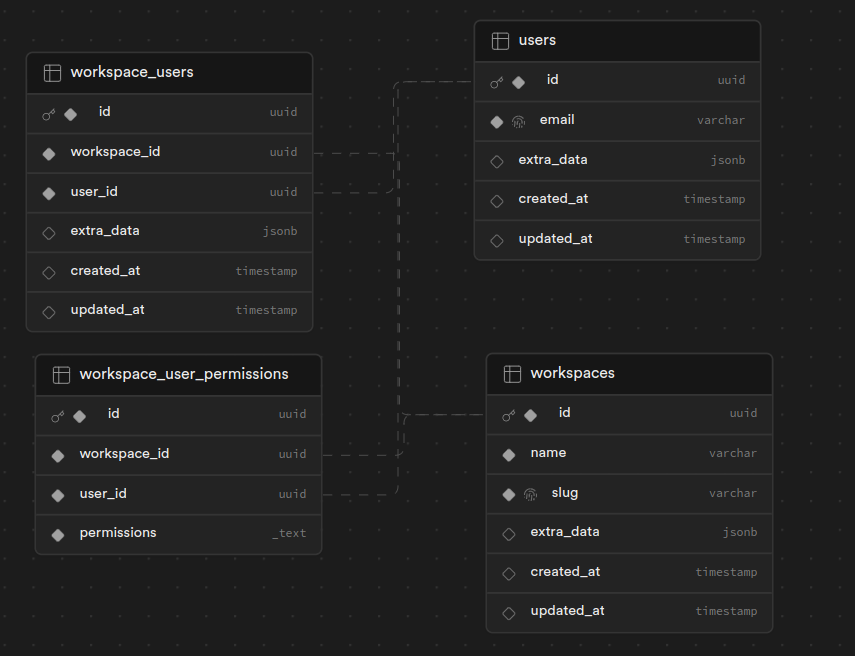 workspace_users
id uuid
workspace_id uuid
user_id uuid
extra_data jsonb
created_at timestamp
updated_at timestamp
users
id uuid
email varchar
extra_data jsonb
created_at timestamp
updated_at timestamp
workspace_user_permissions
id uuid
workspace_id uuid
user_id uuid
permissions _text
workspaces
id uuid
name varchar
slug varchar
extra_data jsonb
created_at timestamp
updated_at timestamp